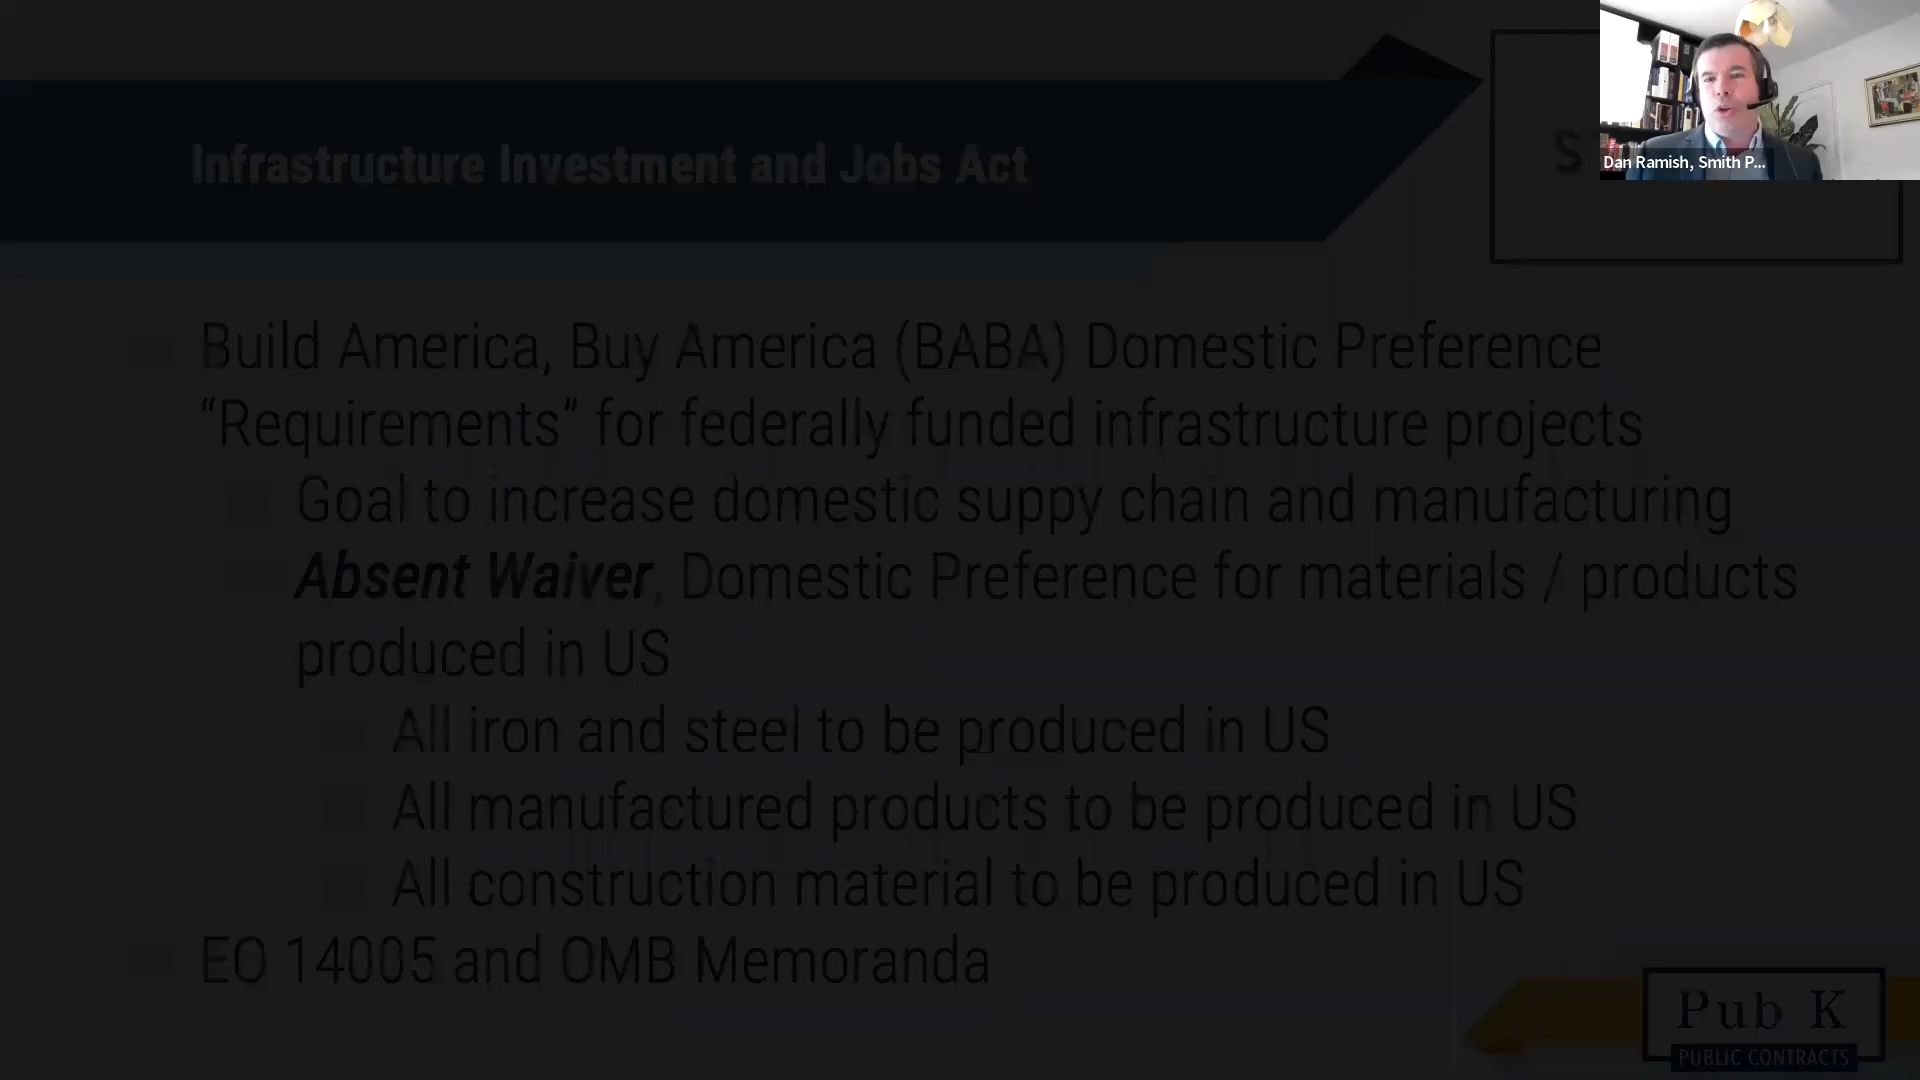 Dan Ramish, Smith P...
Infrastructure Investment and Jobs Act
Build America, Buy America (BABA) Domestic Preference
“Requirements” for federally funded infrastructure projects
Goal to increase domestic suppy chain and manufacturing
Absent Waiver, Domestic Preference for materials / products
produced in US
All iron and steel to be produced in US
All manufactured products to be produced in US
All construction material to be produced in US
EO 14005 and OMB Memoranda
Pub K
PUBLIC CONTRACTS